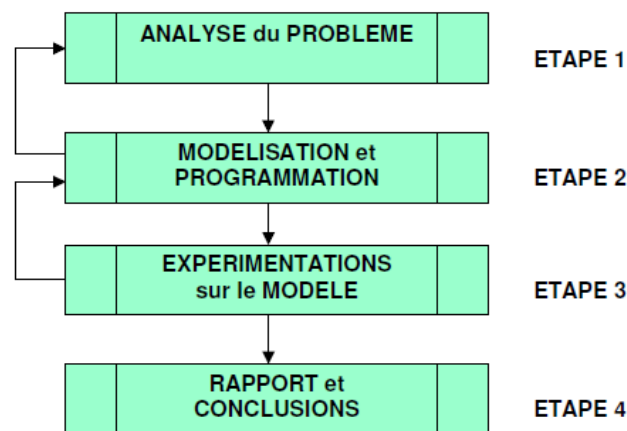 ANALYSE du PROBLEME
ETAPE 1
MODELISATION et
PROGRAMMATION
ETAPE 2
EXPERIMENTATIONS
sur le MODELE
ETAPE 3
RAPPORT et
CONCLUSIONS
ETAPE 4